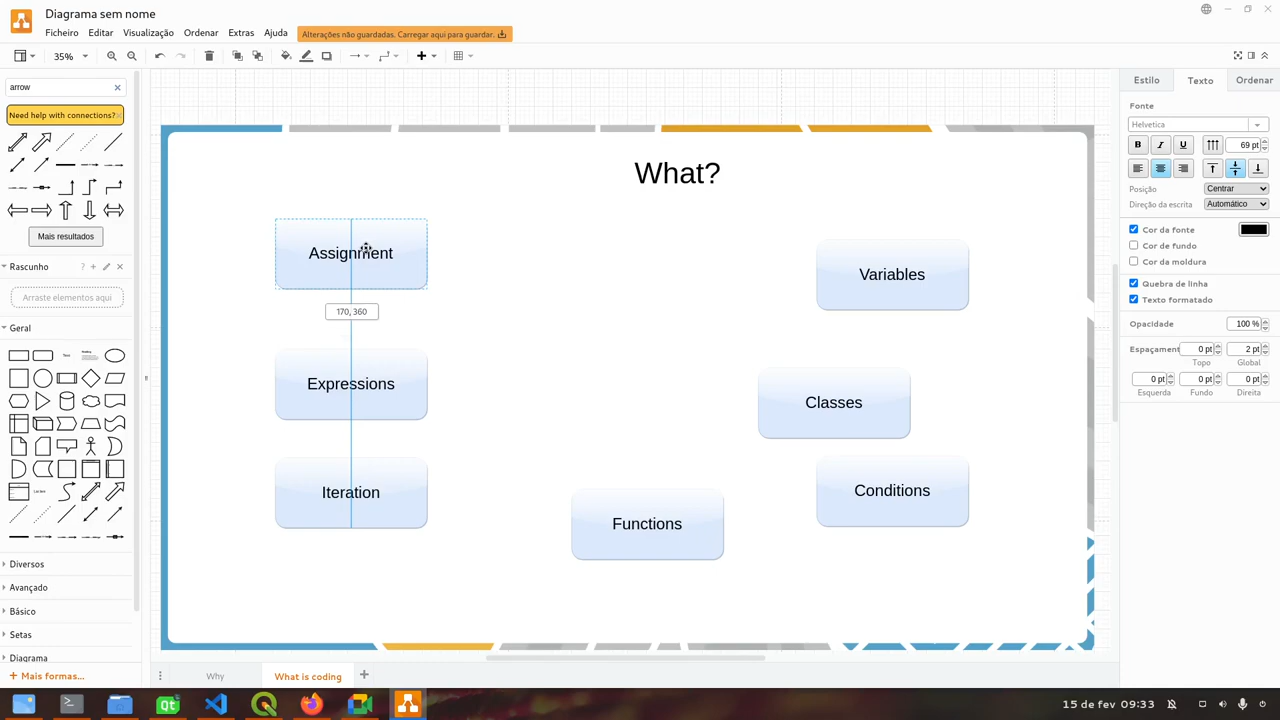 Diagrama sem nome
Ficheiro Editar Visualização Ordenar Extras Ajuda Alterações não guardadas. Carregar aqui para guardar.
35%
arrow
Need help with connections?
Mais resultados
Rascunho
Arraste elementos aqui
Geral
Diversos
Avançado
Básico
Setas
Diagrama
+ Mais formas...
What?
Assignment
170, 360
Expressions
Iteration
Functions
Variables
Classes
Conditions
Why
What is coding
Estilo Texto Ordenar
Fonte
Helvetica
B I U 69 pt
Posição Centrar
Direção da escrita Automático
Cor da fonte
Cor de fundo
Cor da moldura
Quebra de linha
Texto formatado
Opacidade 100 %
Espaçament 0 pt 2 pt
Topo Global
0 pt 0 pt 0 pt
Esquerda Fundo Direita
15 de fev 09:33